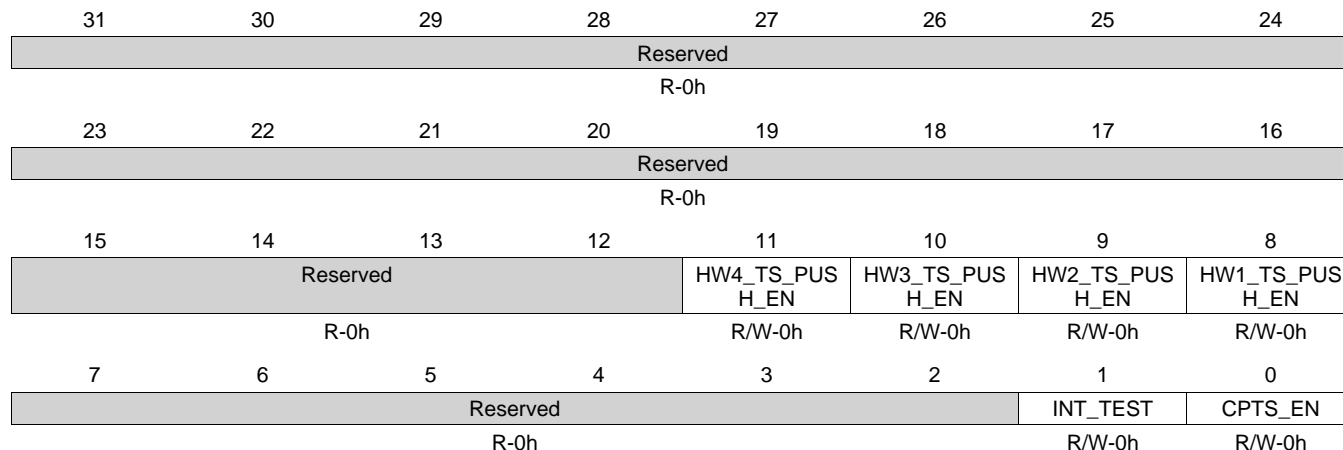 31 30 29 28 27 26 25 24
Reserved
R-0h
23 22 21 20 19 18 17 16
Reserved
R-0h
15 14 13 12 11 10 9 8
Reserved HW4_TS_PUS HW3_TS_PUS HW2_TS_PUS HW1_TS_PUS
H_EN H_EN H_EN H_EN
R-0h R/W-0h R/W-0h R/W-0h R/W-0h
7 6 5 4 3 2 1 0
Reserved INT_TEST CPTS_EN
R-0h R/W-0h R/W-0h